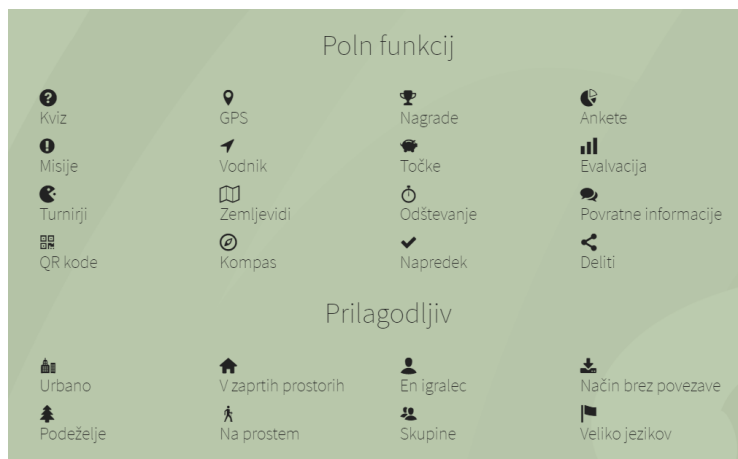 Poln funkcij
Kviz
GPS
Nagrade
Ankete
Misije
Vodnik
Točke
Evalvacija
Turnirji
Zemljevidi
Odštevanje
Povratne informacije
QR kode
Kompas
Napredek
Deliti
Prilagodljiv
Urbano
V zaprtih prostorih
En igralec
Način brez povezave
Podeželje
Na prostem
Skupine
Veliko jezikov